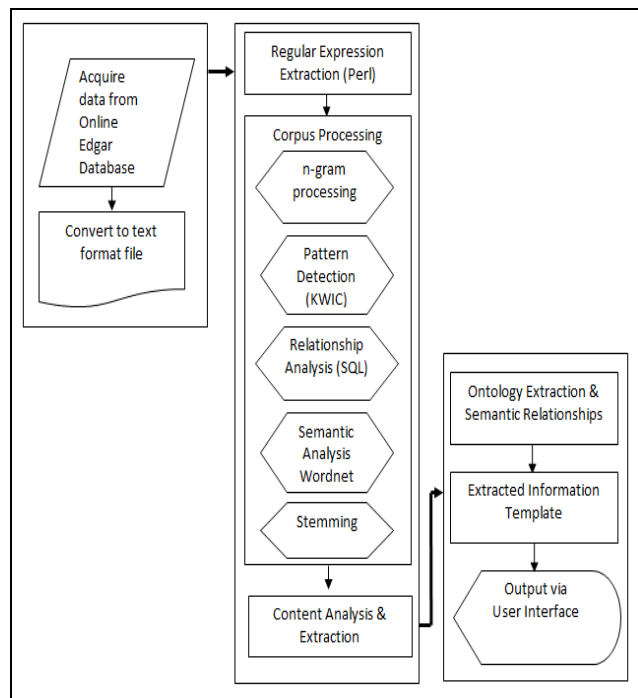 Acquire
data from
Online
Edgar
Database
Convert to text
format file
Regular Expression
Extraction (Perl)
Corpus Processing
n-gram
processing
Pattern
Detection
(KWIC)
Relationship
Analysis (SQL)
Semantic
Analysis
Wordnet
Stemming
Content Analysis &
Extraction
Ontology Extraction &
Semantic Relationships
Extracted Information
Template
Output via
User Interface